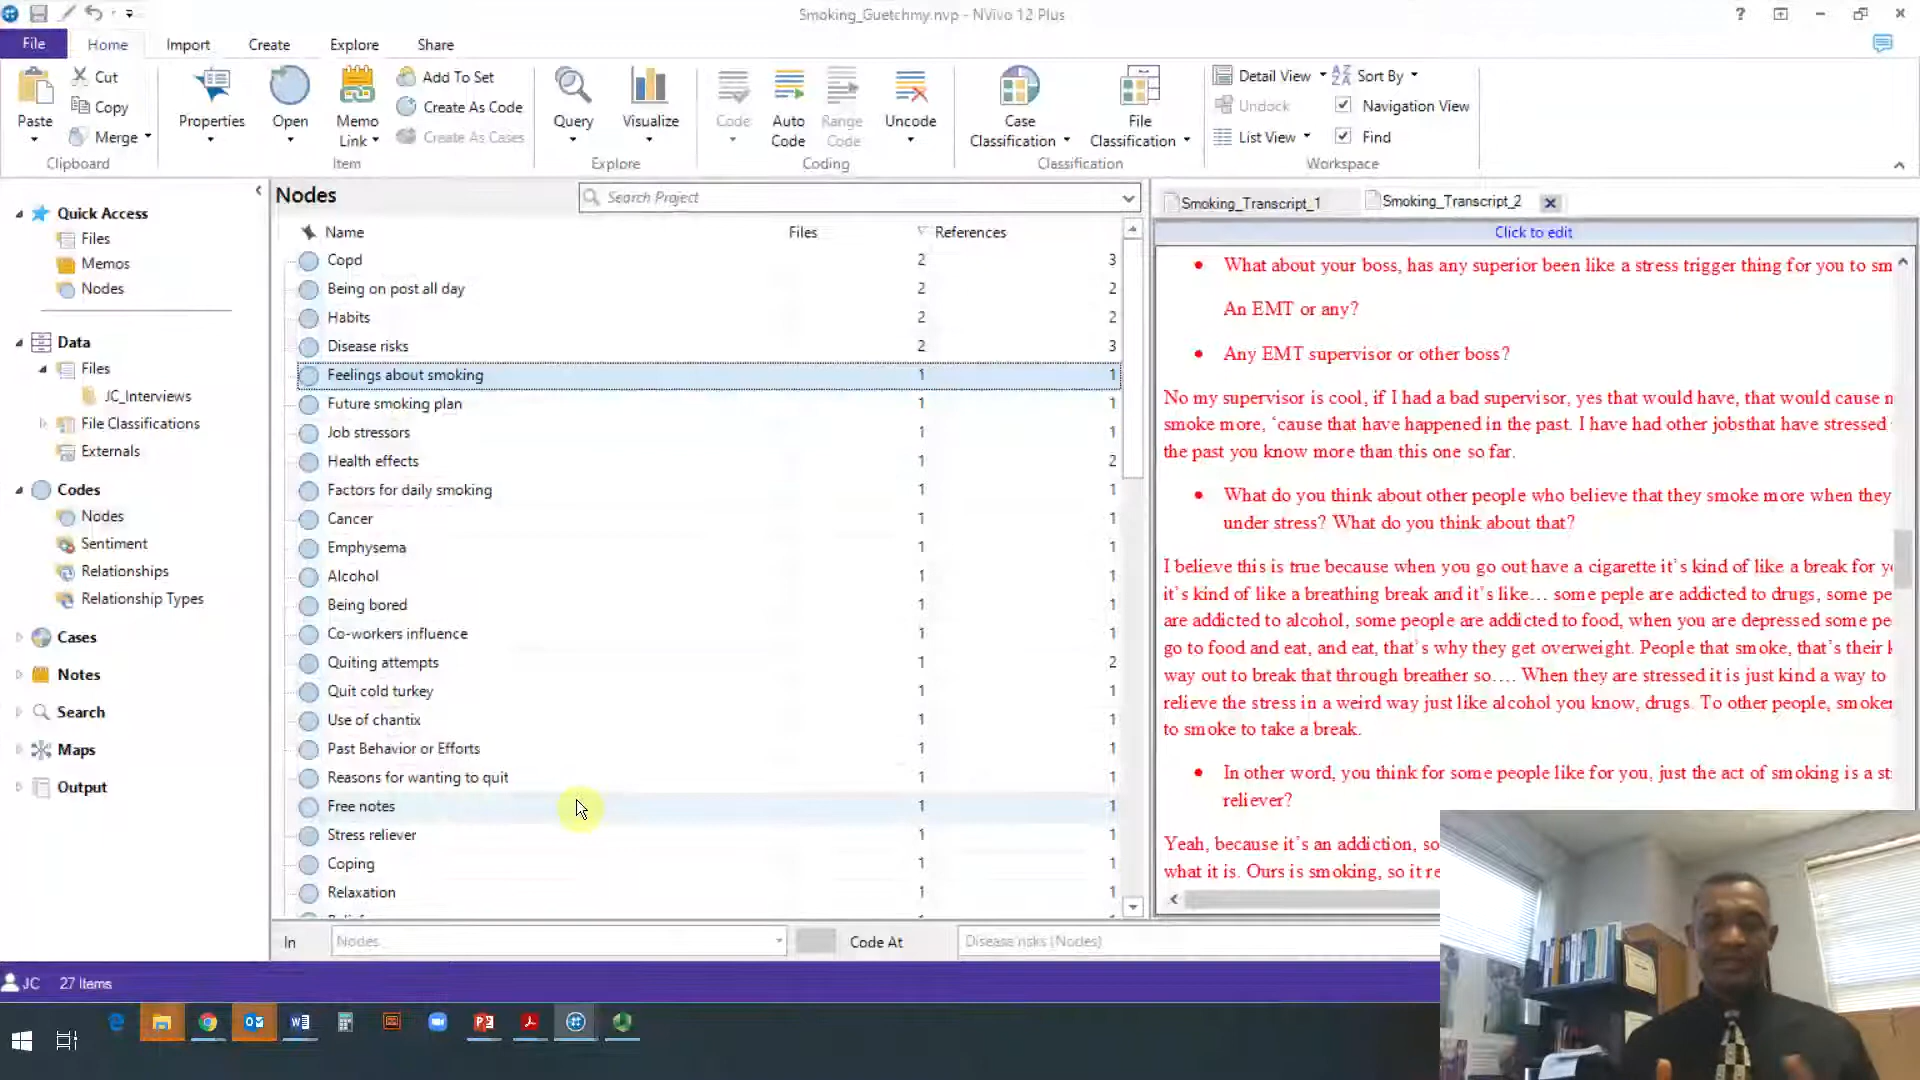 Smoking_Guetchmy.nvp - NVivo 12 Plus
File
Home
Import
Create
Explore
Share
Paste
Cut
Copy
Merge
Clipboard
Properties
Open
Memo
Link
Add To Set
Create As Code
Create As Cases
Item
Query
Visualize
Explore
Code
Auto
Code
Range
Code
Uncode
Coding
Case
Classification
File
Classification
Classification
Detail View
Sort By
Undock
Navigation View
List View
Find
Workspace
Quick Access
Files
Memos
Nodes
Data
Files
JC_Interviews
File Classifications
Externals
Codes
Nodes
Sentiment
Relationships
Relationship Types
Cases
Notes
Search
Maps
Output
Nodes
Search Project
Name Files References
Copd 2 3
Being on post all day 2 2
Habits 2 2
Disease risks 2 3
Feelings about smoking 1 1
Future smoking plan 1 1
Job stressors 1 1
Health effects 1 2
Factors for daily smoking 1 1
Cancer 1 1
Emphysema 1 1
Alcohol 1 1
Being bored 1 1
Co-workers influence 1 1
Quiting attempts 1 2
Quit cold turkey 1 1
Use of chantix 1 1
Past Behavior or Efforts 1 1
Reasons for wanting to quit 1 1
Free notes 1 1
Stress reliever 1 1
Coping 1 1
Relaxation 1 1
Smoking_Transcript_1
Smoking_Transcript_2
Click to edit
• What about your boss, has any superior been like a stress trigger thing for you to sm
An EMT or any?
• Any EMT supervisor or other boss?
No my supervisor is cool, if I had a bad supervisor, yes that would have, that would cause
smoke more, ‘cause that have happened in the past. I have had other jobsthat have stressed
the past you know more than this one so far.
• What do you think about other people who believe that they smoke more when they
under stress? What do you think about that?
I believe this is true because when you go out have a cigarette it’s kind of like a break for
it’s kind of like a breathing break and it’s like… some peple are addicted to drugs, some pe
are addicted to alcohol, some people are addicted to food, when you are depressed some pe
go to food and eat, and eat, that’s why they get overweight. People that smoke, that’s their
way out to break that through breather so…. When they are stressed it is just kind a way to
relieve the stress in a weird way just like alcohol you know, drugs. To other people, smoker
to smoke to take a break.
• In other word, you think for some people like for you, just the act of smoking is a st
reliever?
Yeah, because it’s an addiction, so
what it is. Ours is smoking, so it re
In Nodes Code At Disease risks (Nodes)
JC 27 Items